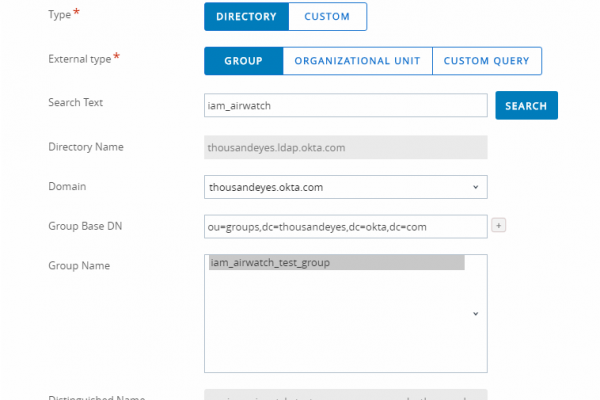 Type* DIRECTORY CUSTOM
External type* GROUP ORGANIZATIONAL UNIT CUSTOM QUERY
Search Text iam_airwatch SEARCH
Directory Name thousandeyes.ldap.okta.com
Domain thousandeyes.okta.com
Group Base DN ou=groups,dc=thousandeyes,dc=okta,dc=com +
Group Name iam_airwatch_test_group
Distinguished Name